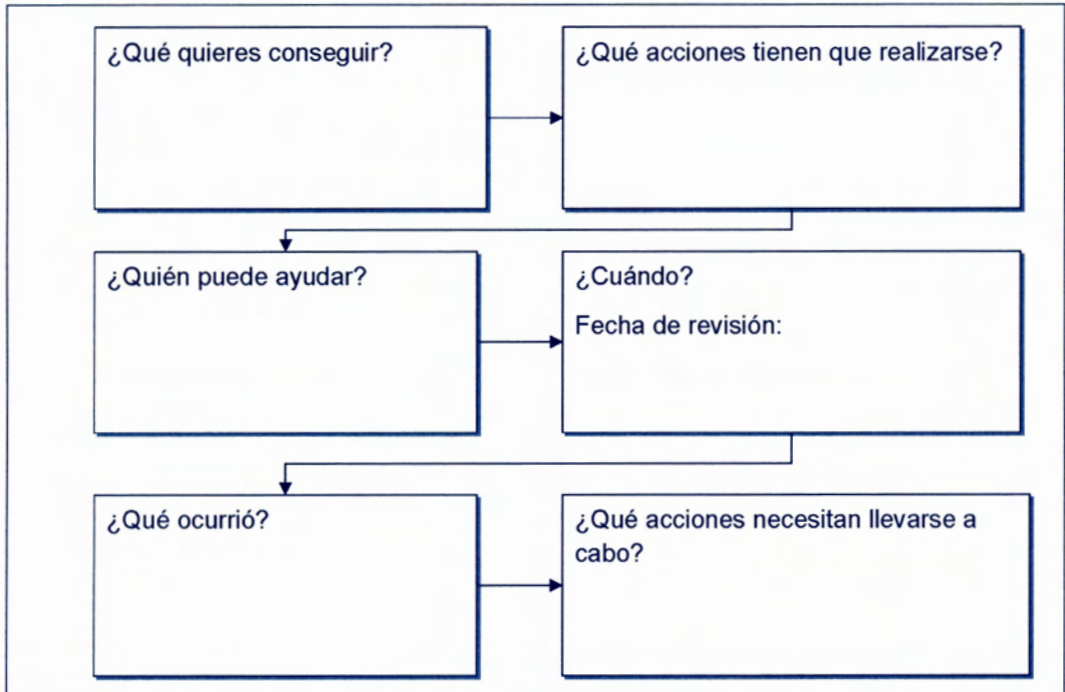 ¿Qué quieres conseguir?
¿Qué acciones tienen que realizarse?
¿Quién puede ayudar?
¿Cuándo?
Fecha de revisión:
¿Qué ocurrió?
¿Qué acciones necesitan llevarse a
cabo?